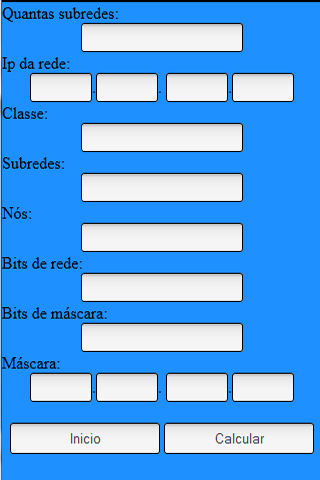 Quantas subredes:
Ip da rede:
. . .
Classe:
Subredes:
Nós:
Bits de rede:
Bits de máscara:
Máscara:
. . .
Inicio Calcular